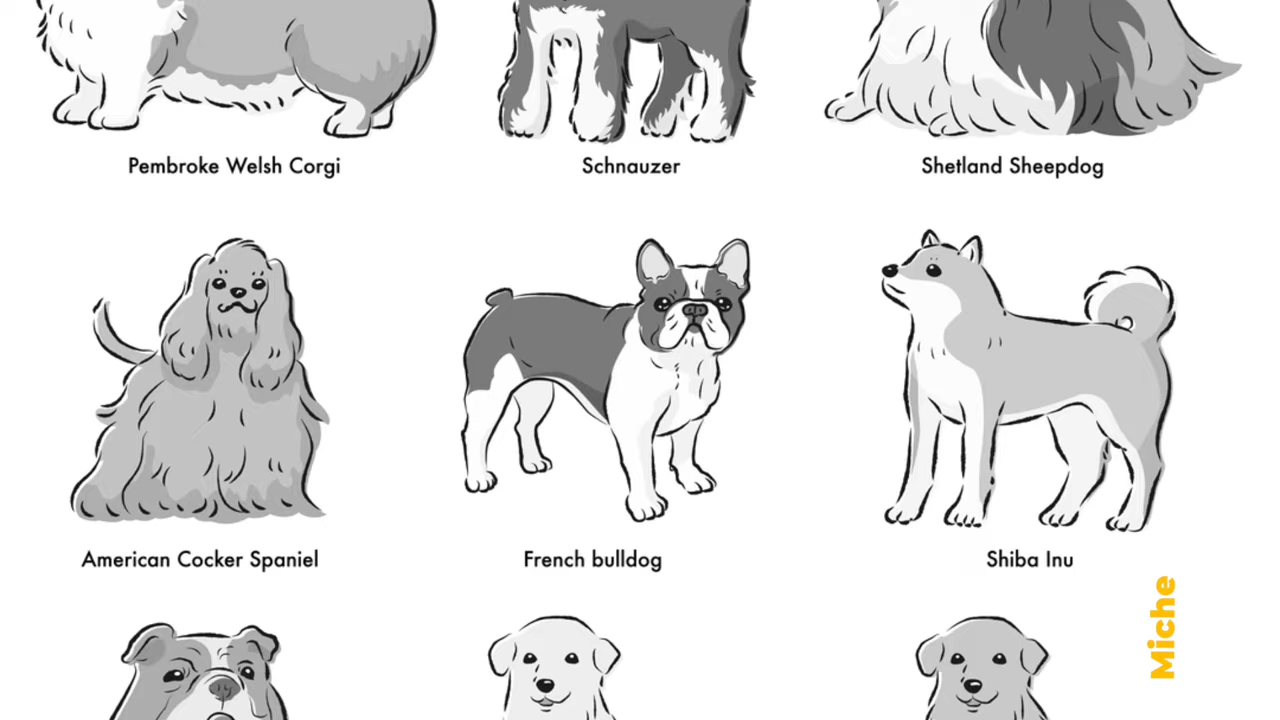 Pembroke Welsh Corgi
Schnauzer
Shetland Sheepdog
American Cocker Spaniel
French bulldog
Shiba Inu
Miche